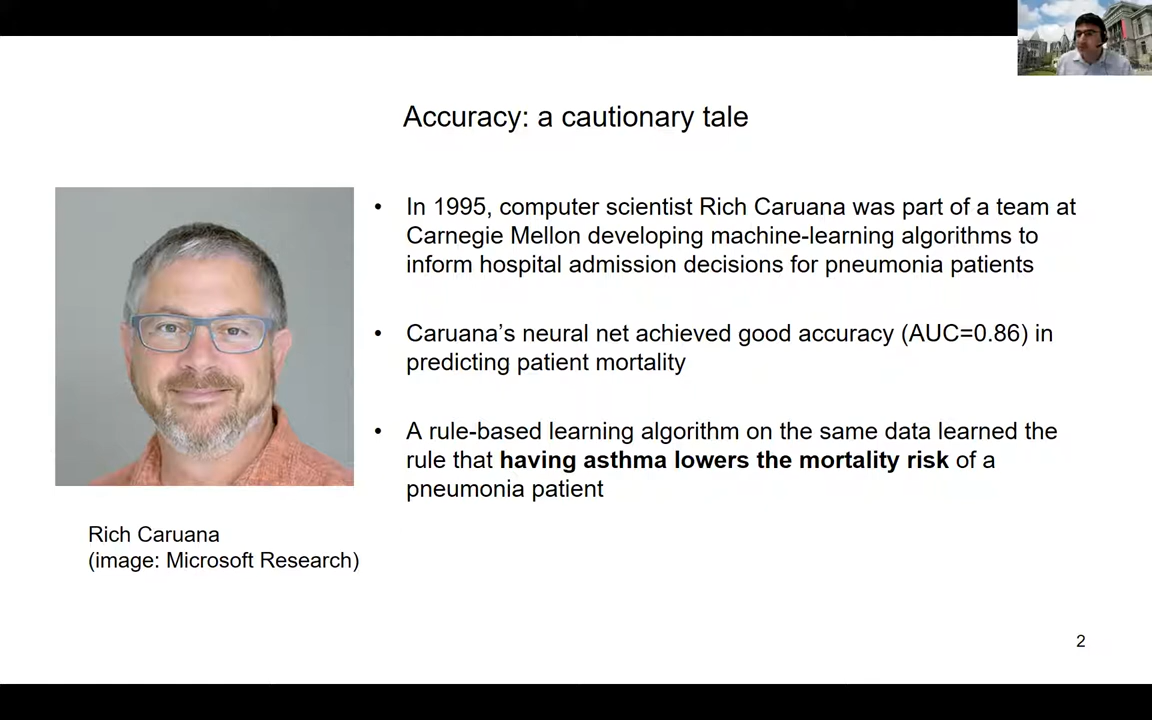 Accuracy: a cautionary tale
• In 1995, computer scientist Rich Caruana was part of a team at
Carnegie Mellon developing machine-learning algorithms to
inform hospital admission decisions for pneumonia patients
• Caruana’s neural net achieved good accuracy (AUC=0.86) in
predicting patient mortality
• A rule-based learning algorithm on the same data learned the
rule that having asthma lowers the mortality risk of a
pneumonia patient
Rich Caruana
(image: Microsoft Research)
2